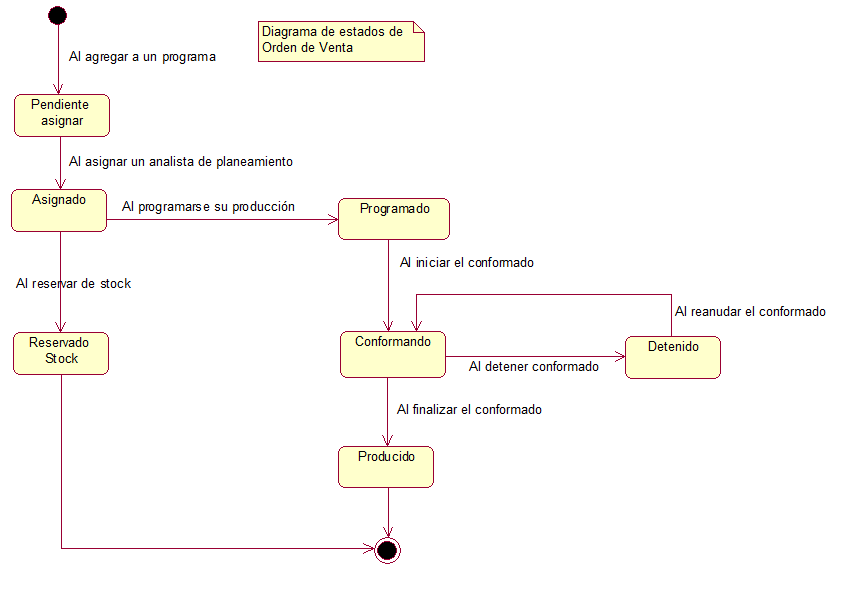 Diagrama de estados de
Orden de Venta
Al agregar a un programa
Pendiente
asignar
Al asignar un analista de planeamiento
Asignado
Al programarse su producción
Programado
Al iniciar el conformado
Al reservar de stock
Al reanudar el conformado
Reservado
Stock
Conformando
Detenido
Al detener conformado
Al finalizar el conformado
Producido